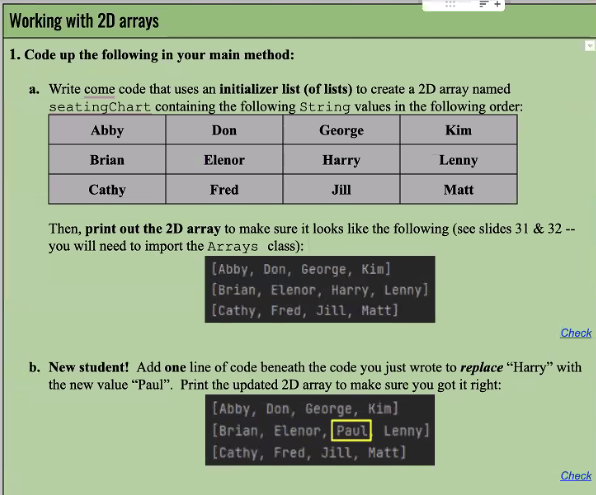 Working with 2D arrays
1. Code up the following in your main method:
a. Write come code that uses an initializer list (of lists) to create a 2D array named
seatingChart containing the following String values in the following order:
Abby Don George Kim
Brian Elenor Harry Lenny
Cathy Fred Jill Matt
Then, print out the 2D array to make sure it looks like the following (see slides 31 & 32 --
you will need to import the Arrays class):
[Abby, Don, George, Kim]
[Brian, Elenor, Harry, Lenny]
[Cathy, Fred, Jill, Matt]
Check
b. New student! Add one line of code beneath the code you just wrote to replace “Harry” with
the new value “Paul”. Print the updated 2D array to make sure you got it right:
[Abby, Don, George, Kim]
[Brian, Elenor, Paul, Lenny]
[Cathy, Fred, Jill, Matt]
Check